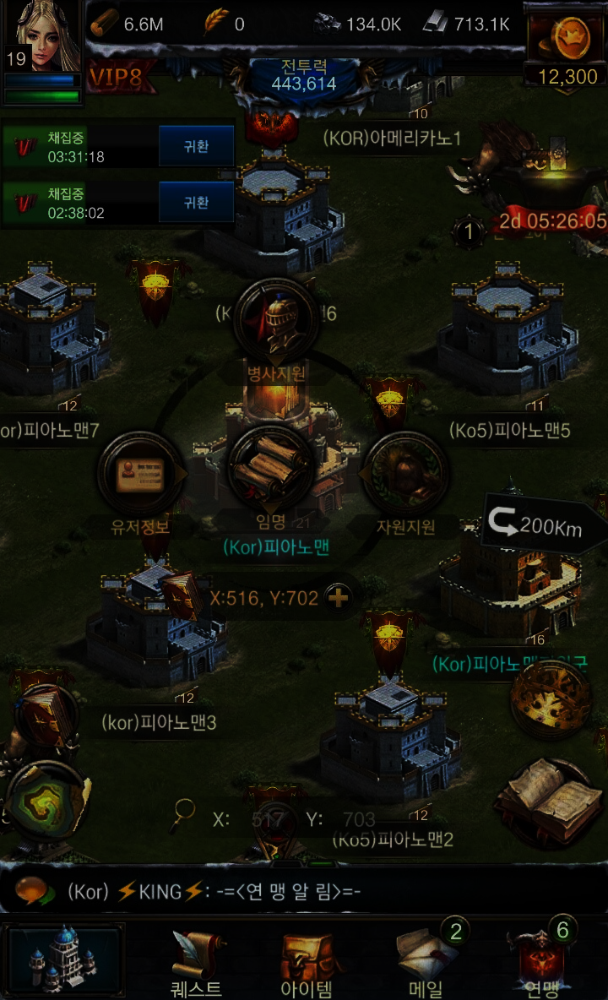 6.6M
0
134.0K
713.1K
19
VIP8
전투력
443,614
12,300
10
(KOR)아메리카노1
채집중
03:31:18
귀환
채집중
02:38:02
귀환
1
2d 05:26:05
6
병사지원
12
11
or)피아노맨7
(Ko5)피아노맨5
유저정보
임명
21
자원지원
200Km
(Kor)피아노맨
X:516, Y:702
16
(Kor)피아노
12
(kor)피아노맨3
X: 517 Y: 703
12
(Ko5)피아노맨2
(Kor) ⚡KING⚡: -=<연 맹 알 림>=-
2
6
퀘스트
아이템
메일
연맹